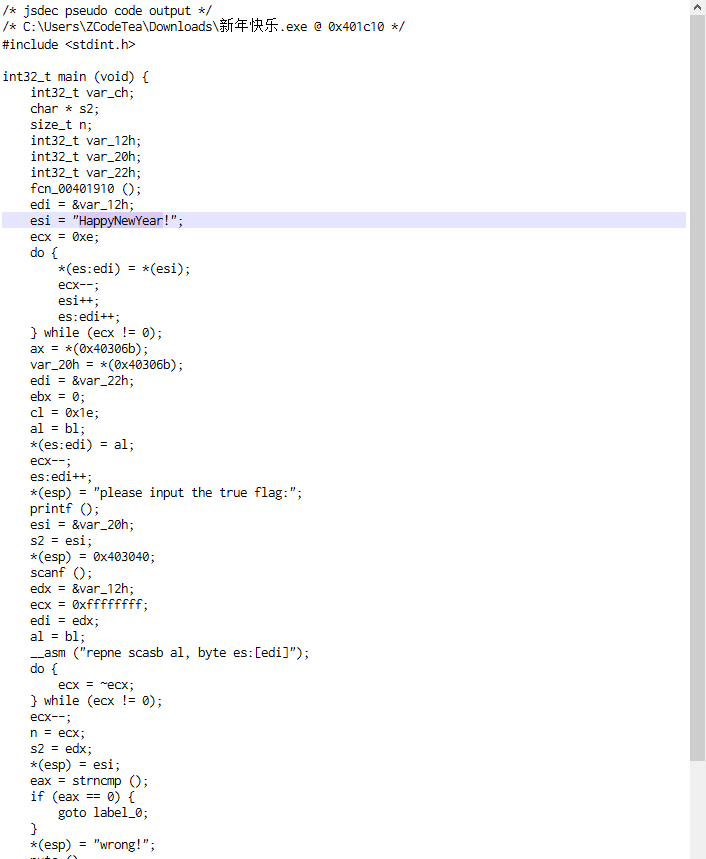 /* jsdec pseudo code output */
/* C:\Users\ZCodeTea\Downloads\新年快乐.exe @ 0x401c10 */
#include <stdint.h>

int32_t main (void) {
    int32_t var_ch;
    char * s2;
    size_t n;
    int32_t var_12h;
    int32_t var_20h;
    int32_t var_22h;
    fcn_00401910 ();
    edi = &var_12h;
    esi = "HappyNewYear!";
    ecx = 0xe;
    do {
        *(es:edi) = *(esi);
        ecx--;
        esi++;
        es:edi++;
    } while (ecx != 0);
    ax = *(0x40306b);
    var_20h = *(0x40306b);
    edi = &var_22h;
    ebx = 0;
    cl = 0x1e;
    al = bl;
    *(es:edi) = al;
    ecx--;
    es:edi++;
    *(esp) = "please input the true flag:";
    printf ();
    esi = &var_20h;
    s2 = esi;
    *(esp) = 0x403040;
    scanf ();
    edx = &var_12h;
    ecx = 0xffffffff;
    edi = edx;
    al = bl;
    __asm ("repne scasb al, byte es:[edi]");
    do {
        ecx = ~ecx;
    } while (ecx != 0);
    ecx--;
    n = ecx;
    s2 = edx;
    *(esp) = esi;
    eax = strncmp ();
    if (eax == 0) {
        goto label_0;
    }
    *(esp) = "wrong!";